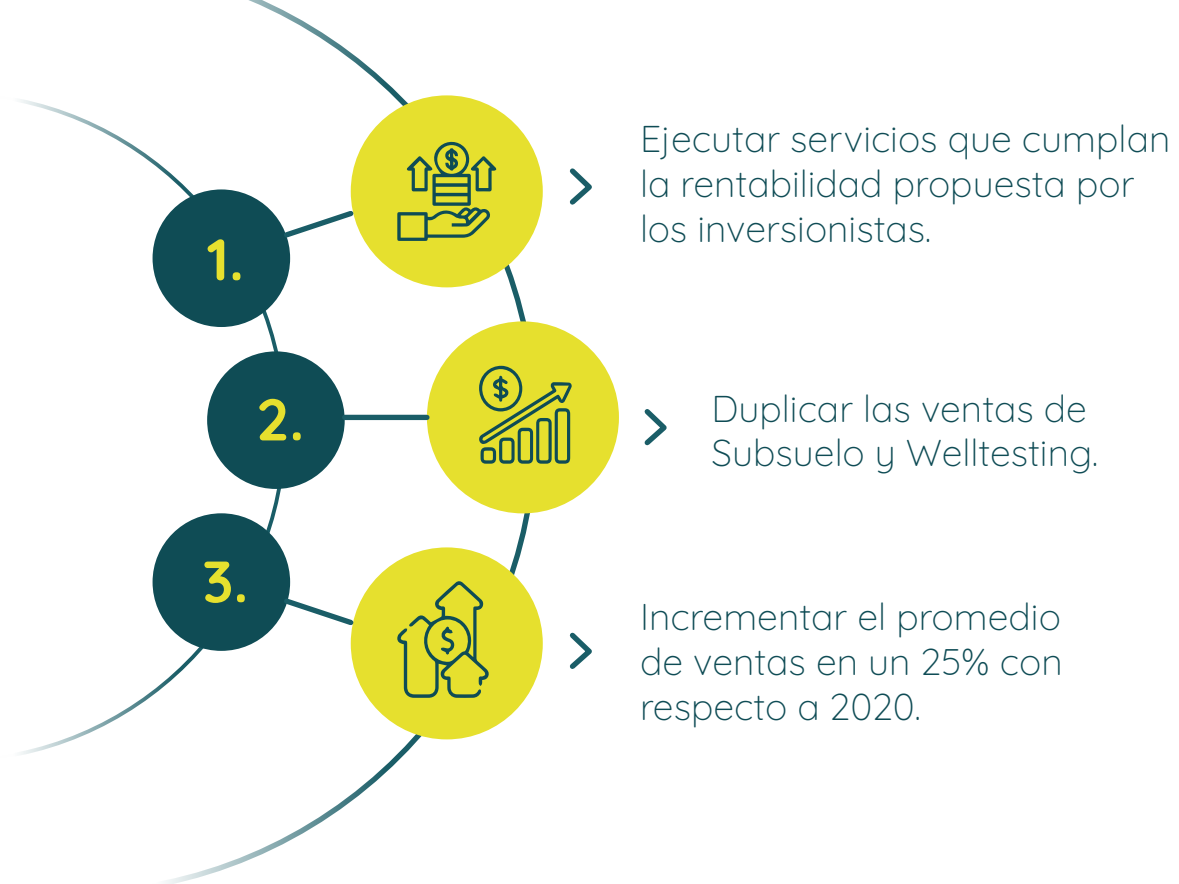 1.
Ejecutar servicios que cumplan
la rentabilidad propuesta por
los inversionistas.
2.
Duplicar las ventas de
Subsuelo y Welltesting.
3.
Incrementar el promedio
de ventas en un 25% con
respecto a 2020.